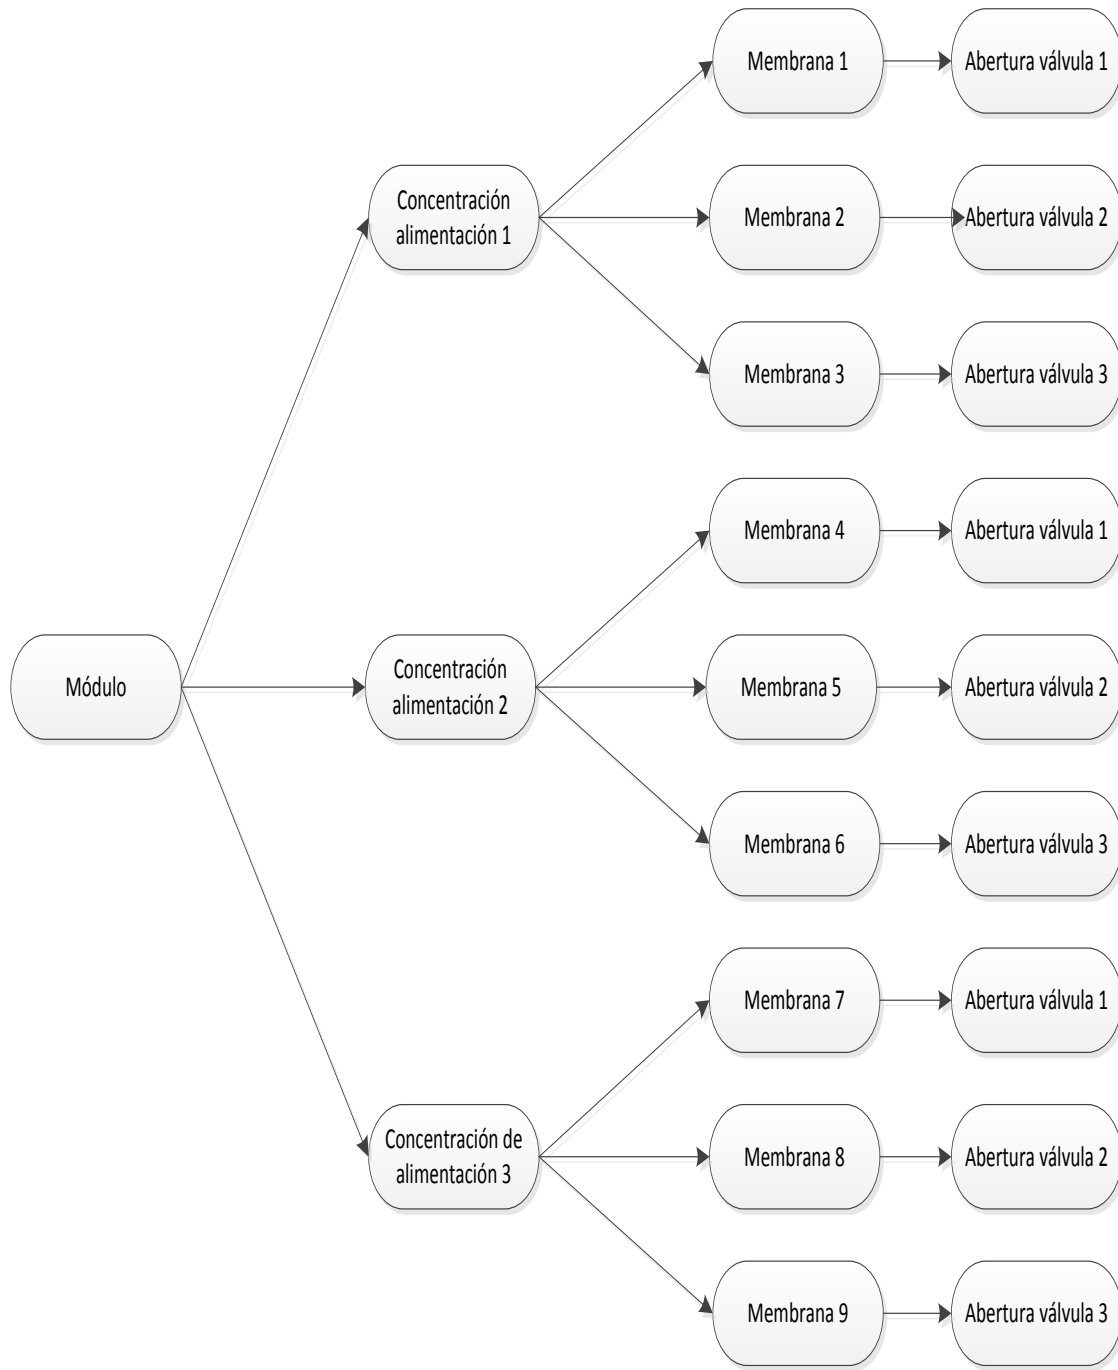 Módulo
Concentración
alimentación 1
Membrana 1
Abertura válvula 1
Membrana 2
Abertura válvula 2
Membrana 3
Abertura válvula 3
Concentración
alimentación 2
Membrana 4
Abertura válvula 1
Membrana 5
Abertura válvula 2
Membrana 6
Abertura válvula 3
Concentración de
alimentación 3
Membrana 7
Abertura válvula 1
Membrana 8
Abertura válvula 2
Membrana 9
Abertura válvula 3